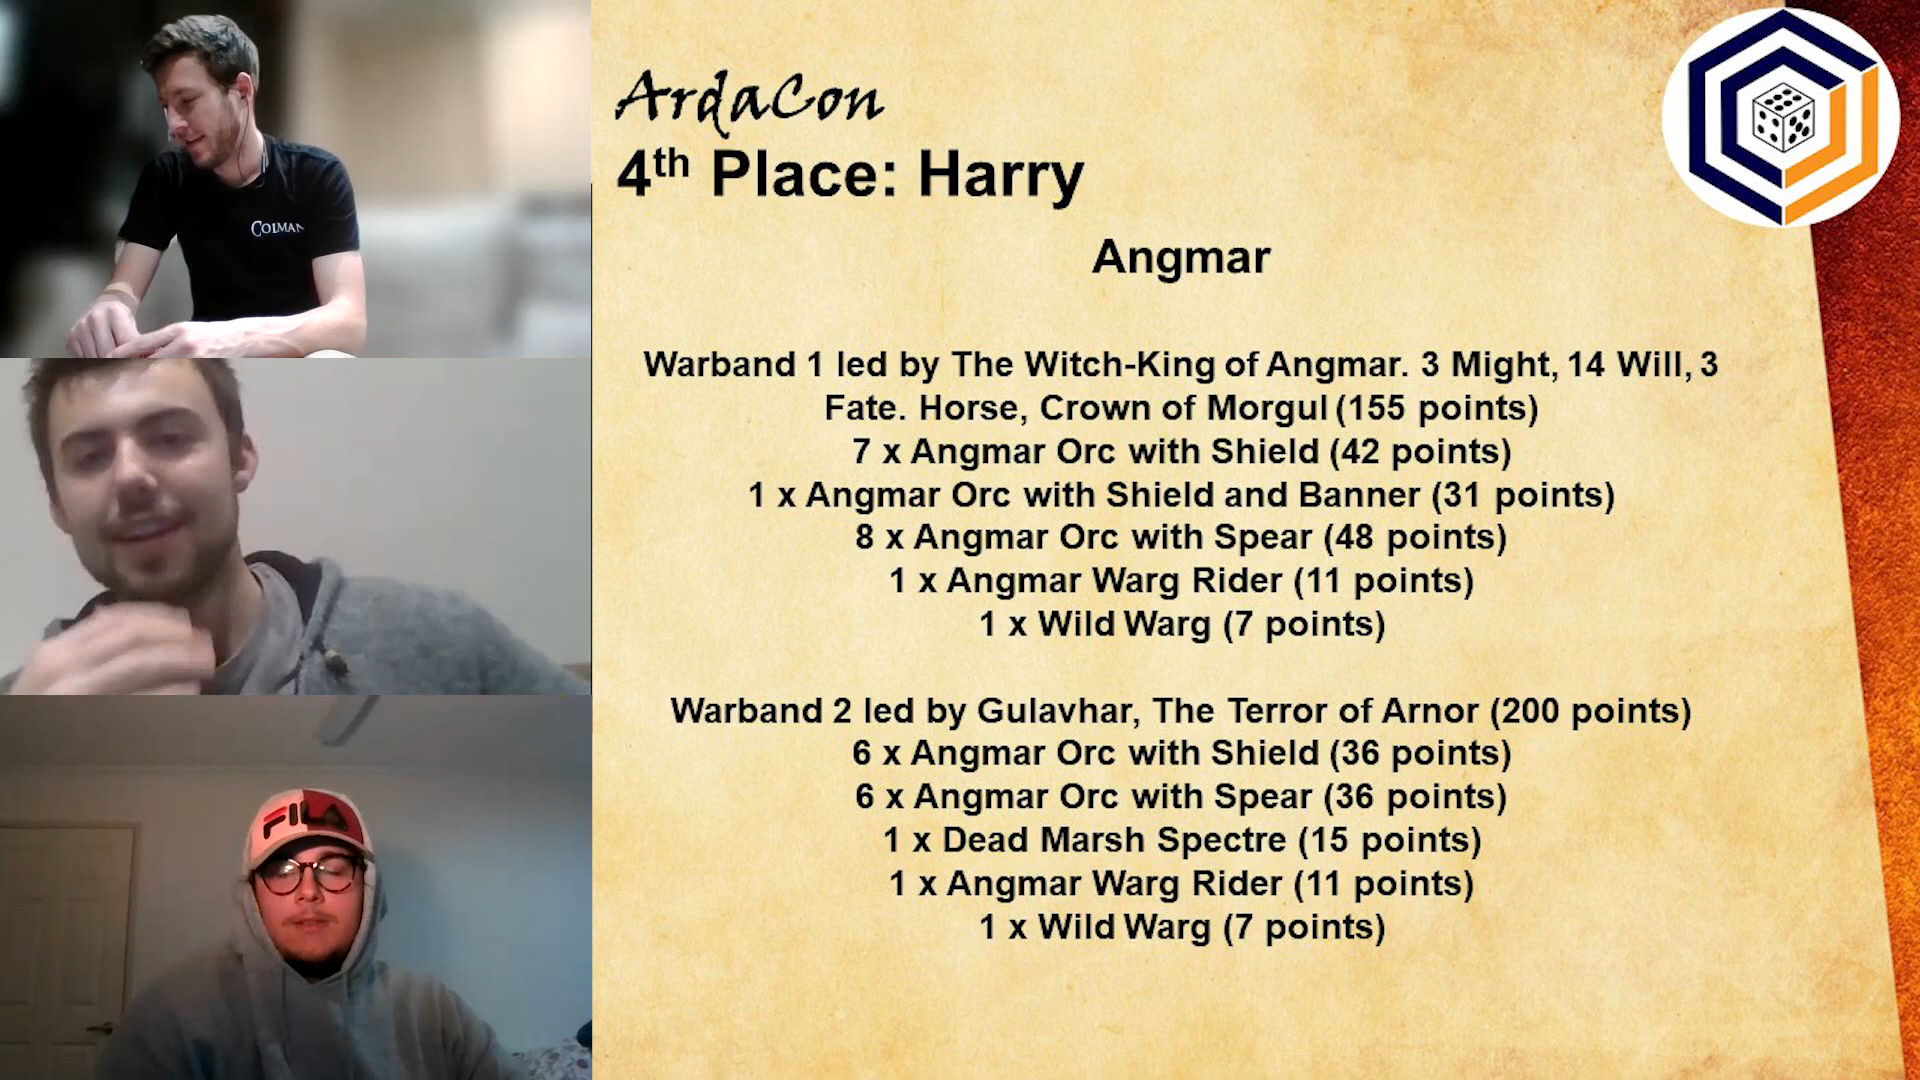 COLMAN
FILA
ArdaCon
4th Place: Harry
Angmar
Warband 1 led by The Witch-King of Angmar. 3 Might, 14 Will, 3
Fate. Horse, Crown of Morgul (155 points)
7 x Angmar Orc with Shield (42 points)
1 x Angmar Orc with Shield and Banner (31 points)
8 x Angmar Orc with Spear (48 points)
1 x Angmar Warg Rider (11 points)
1 x Wild Warg (7 points)
Warband 2 led by Gulavhar, The Terror of Arnor (200 points)
6 x Angmar Orc with Shield (36 points)
6 x Angmar Orc with Spear (36 points)
1 x Dead Marsh Spectre (15 points)
1 x Angmar Warg Rider (11 points)
1 x Wild Warg (7 points)